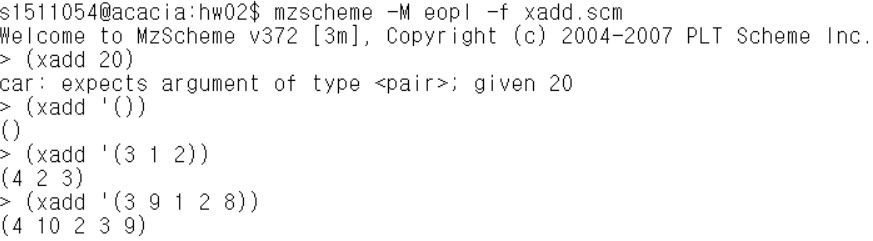 s1511054@acacia:hw02$ mzscheme -M eopl -f xadd.scm
Welcome to MzScheme v372 [3m], Copyright (c) 2004-2007 PLT Scheme Inc.
> (xadd 20)
car: expects argument of type <pair>; given 20
> (xadd '())
()
> (xadd '(3 1 2))
(4 2 3)
> (xadd '(3 9 1 2 8))
(4 10 2 3 9)